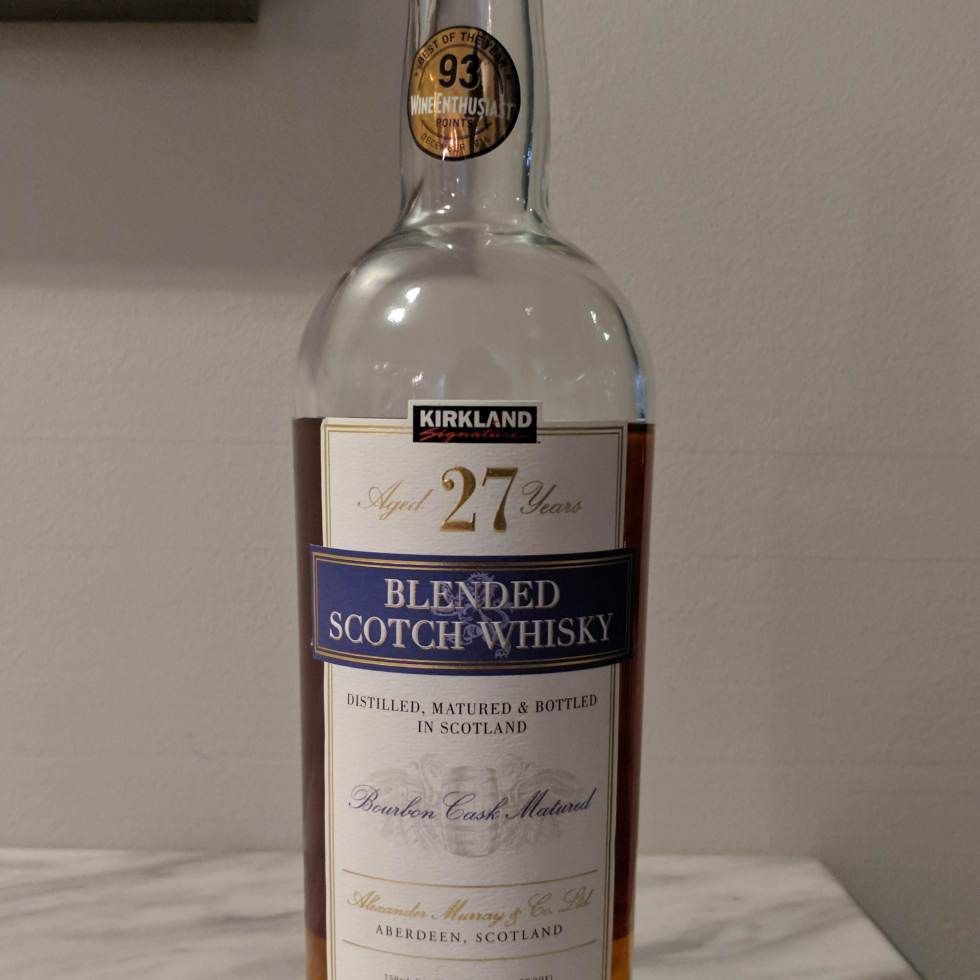 BEST OF THE YEAR
93
WINE ENTHUSIAST
POINTS
DECEMBER
KIRKLAND
Signature
Aged 27 Years
BLENDED
SCOTCH WHISKY
DISTILLED, MATURED & BOTTLED
IN SCOTLAND
Bourbon Cask Matured
Alexander Murray & Co. Ltd
ABERDEEN, SCOTLAND